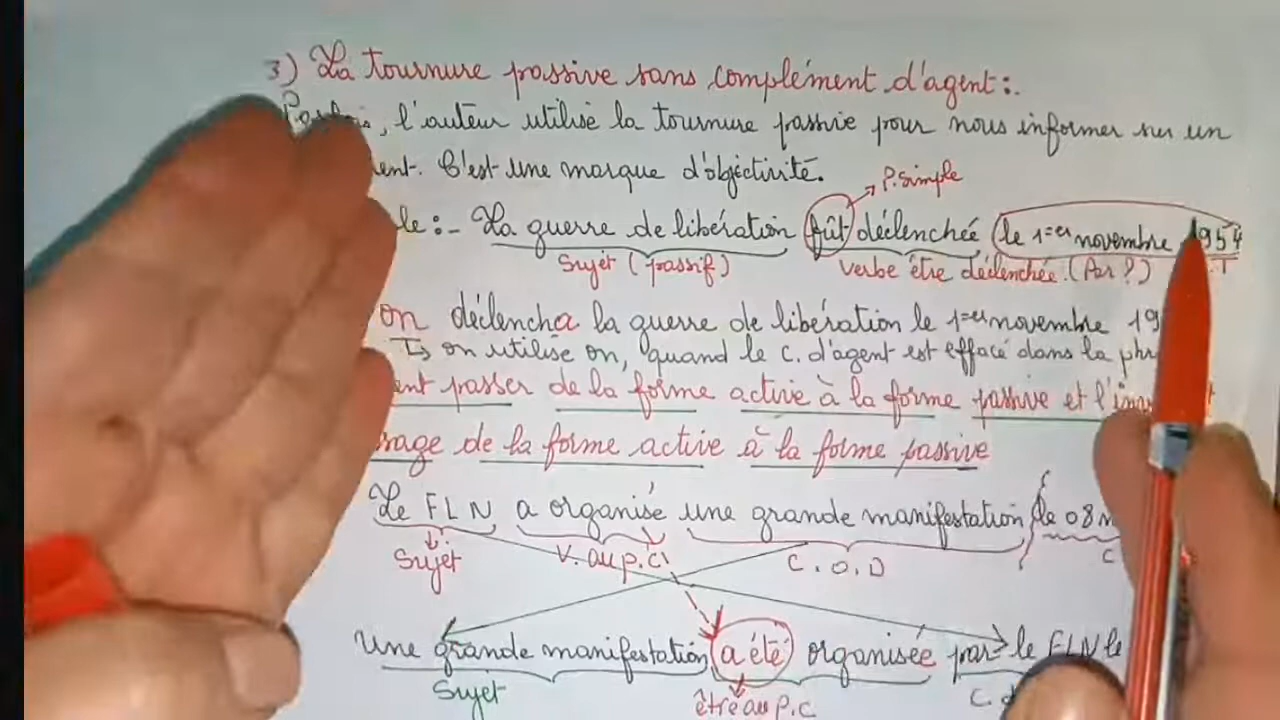 3) La tournure passive sans complément d'agent:.
l'auteur utilise la tournure passive pour nous informer sur un
C'est une marque d'objectivité.
P. simple
:- La guerre de libération fût déclenchée le 1er novembre 1954
Sujet (passif) verbe être déclenchée. (Par ?)
on déclencha la guerre de libération le 1er novembre
on utilise on, quand le c. d'agent est effacé dans la
passer de la forme active à la forme passive et
de la forme active à la forme passive
Le FLN a organisé une grande manifestation le 08
Sujet V. au p.c C.O.D C
Une grande manifestation a été organisée par le FLN le
Sujet être au p.c C.